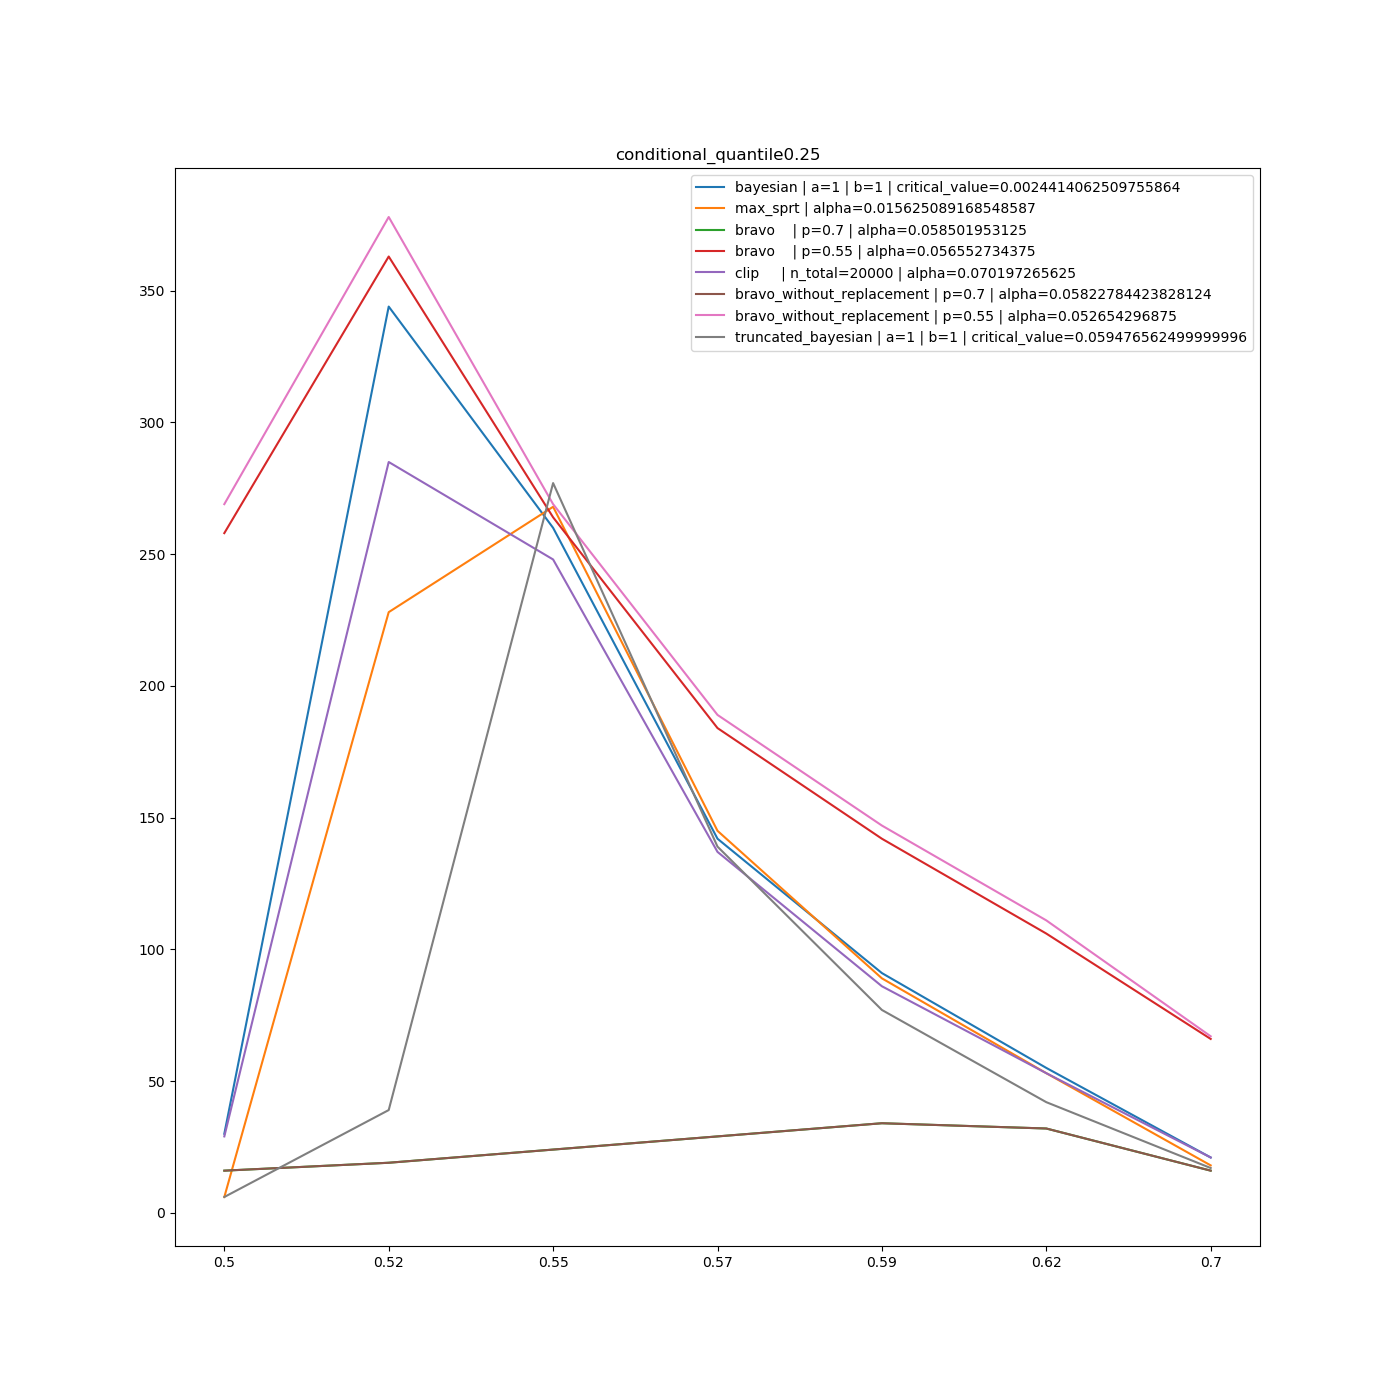 conditional_quantile0.25
bayesian | a=1 | b=1 | critical_value=0.0024414062509755864
max_sprt | alpha=0.015625089168548587
bravo    | p=0.7 | alpha=0.058501953125
bravo    | p=0.55 | alpha=0.056552734375
clip     | n_total=20000 | alpha=0.070197265625
bravo_without_replacement | p=0.7 | alpha=0.05822784423828124
bravo_without_replacement | p=0.55 | alpha=0.052654296875
truncated_bayesian | a=1 | b=1 | critical_value=0.059476562499999996
350
300
250
200
150
100
50
0
0.5 0.52 0.55 0.57 0.59 0.62 0.7